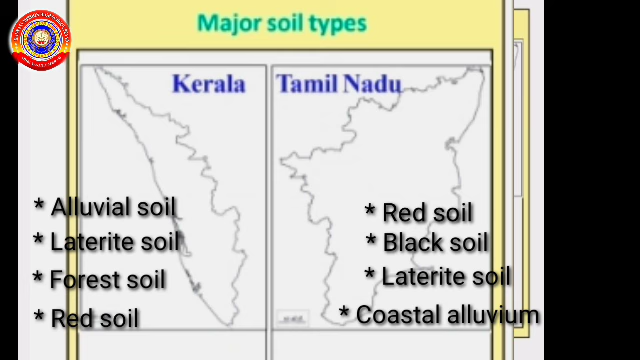 Major soil types
Kerala
Tamil Nadu
* Alluvial soil
* Laterite soil
* Forest soil
* Red soil
* Red soil
* Black soil
* Laterite soil
* Coastal alluvium